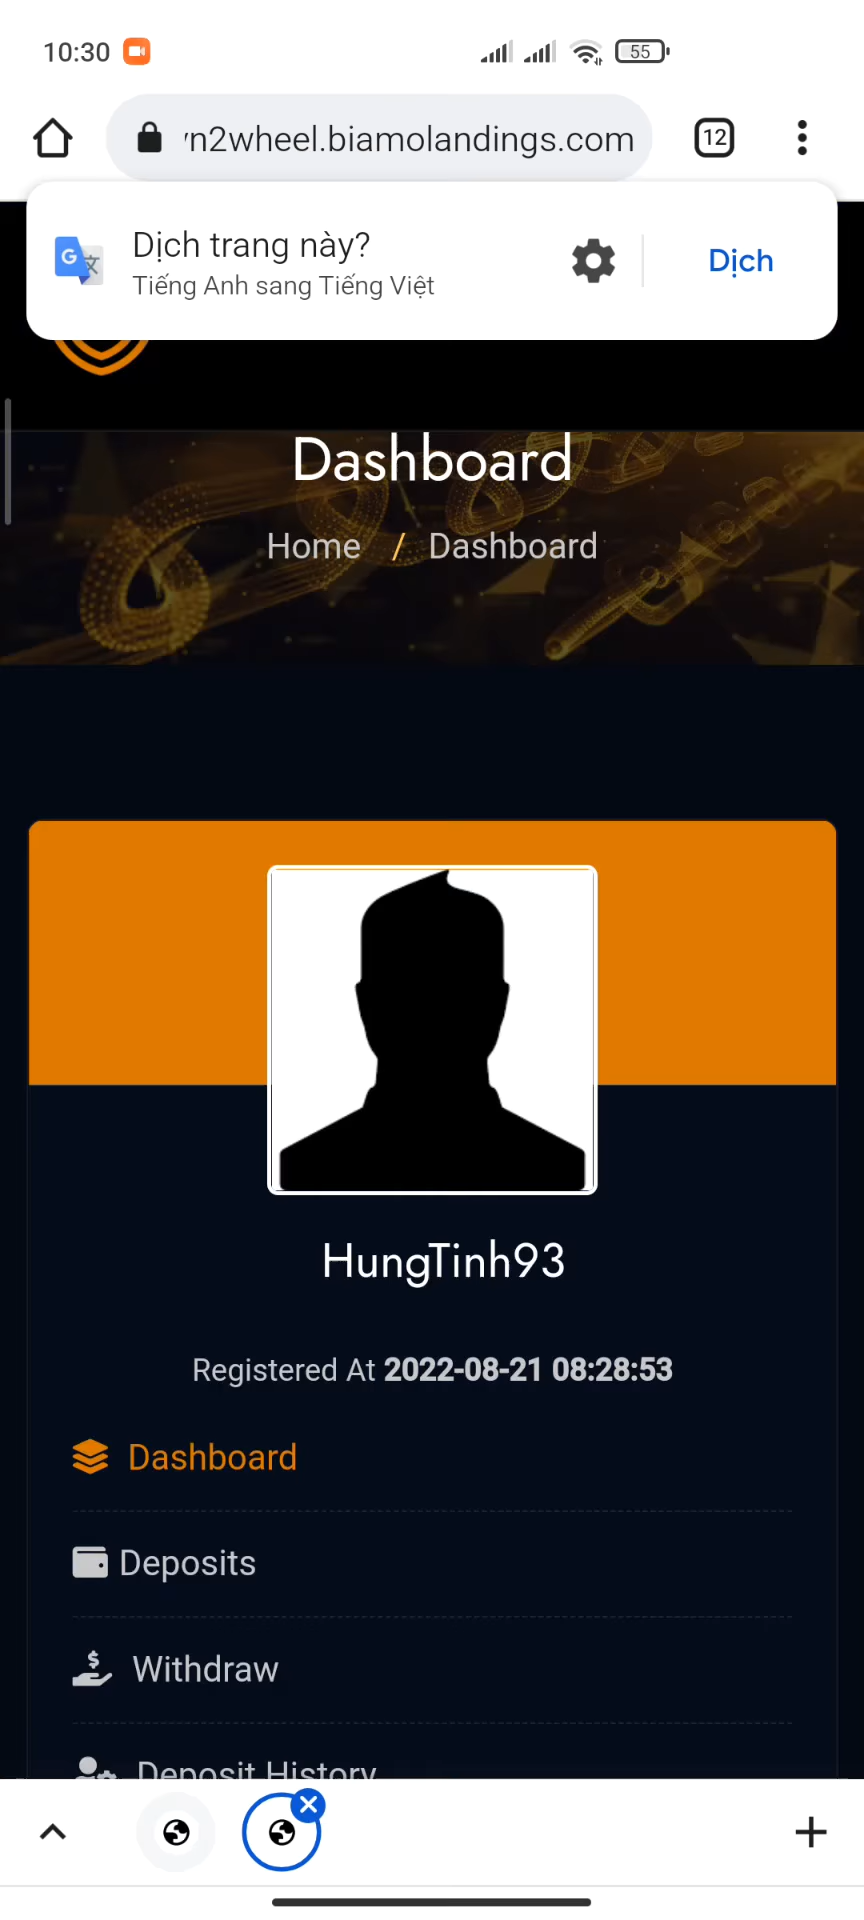 10:30
55
n2wheel.biamolandings.com
12
Dịch trang này?
Tiếng Anh sang Tiếng Việt
Dịch
Dashboard
Home / Dashboard
HungTinh93
Registered At 2022-08-21 08:28:53
Dashboard
Deposits
Withdraw
Deposit History